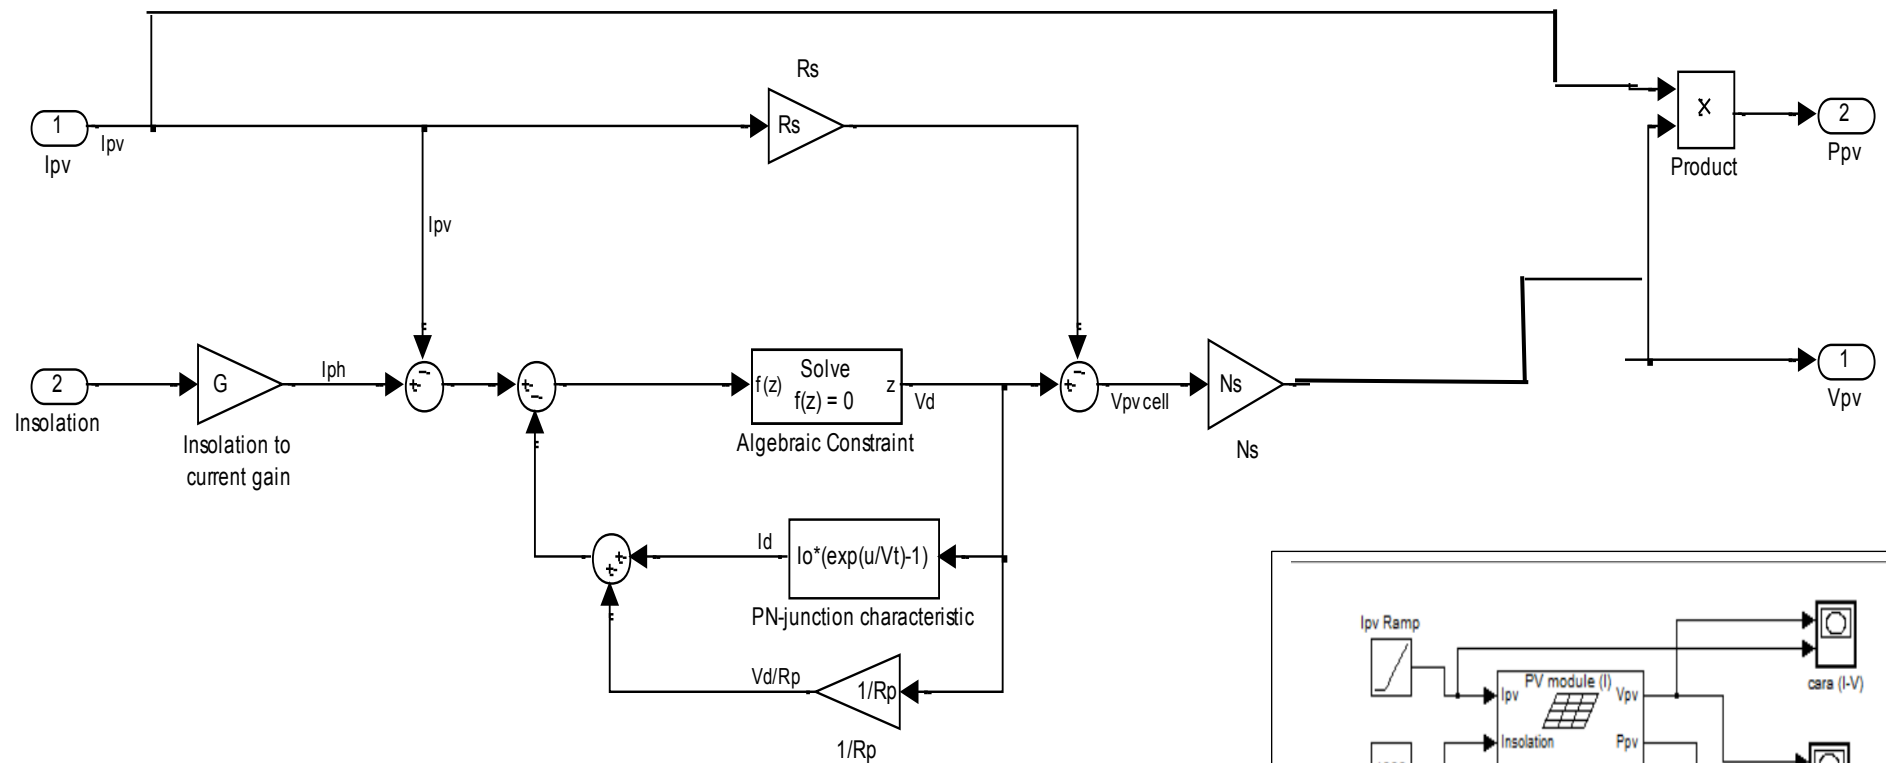 Rs
1
Ipv
Ipv
Rs
x
Product
2
Ppv
Ipv
2
Insolation
G
Insolation to
current gain
Iph
+
-
+
-
Solve
f(z)
f(z) = 0
z
Algebraic Constraint
Vd
+
-
Vpv cell
Ns
Ns
1
Vpv
+
+
Id
Io*(exp(u/Vt)-1)
PN-junction characteristic
Vd/Rp
1/Rp
1/Rp
Ipv Ramp
cara (I-V)
PV module (I)
Ipv
Vpv
Insolation
Ppv